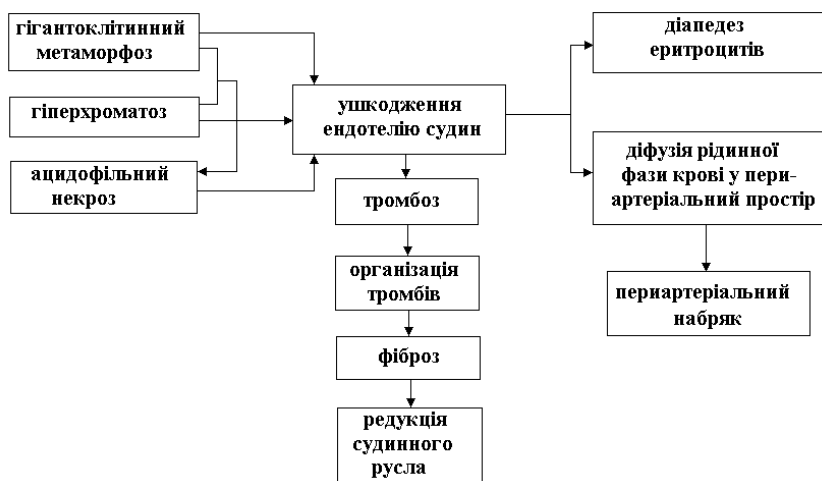 гігантоклітинний
метаморфоз
гіперхроматоз
ацидофільний
некроз
ушкодження
ендотелію судин
тромбоз
організація
тромбів
фіброз
редукція
судинного
русла
діапедез
еритроцитів
діфузія рідинної
фази крові у пери-
артеріальний простір
периартеріальний
набряк